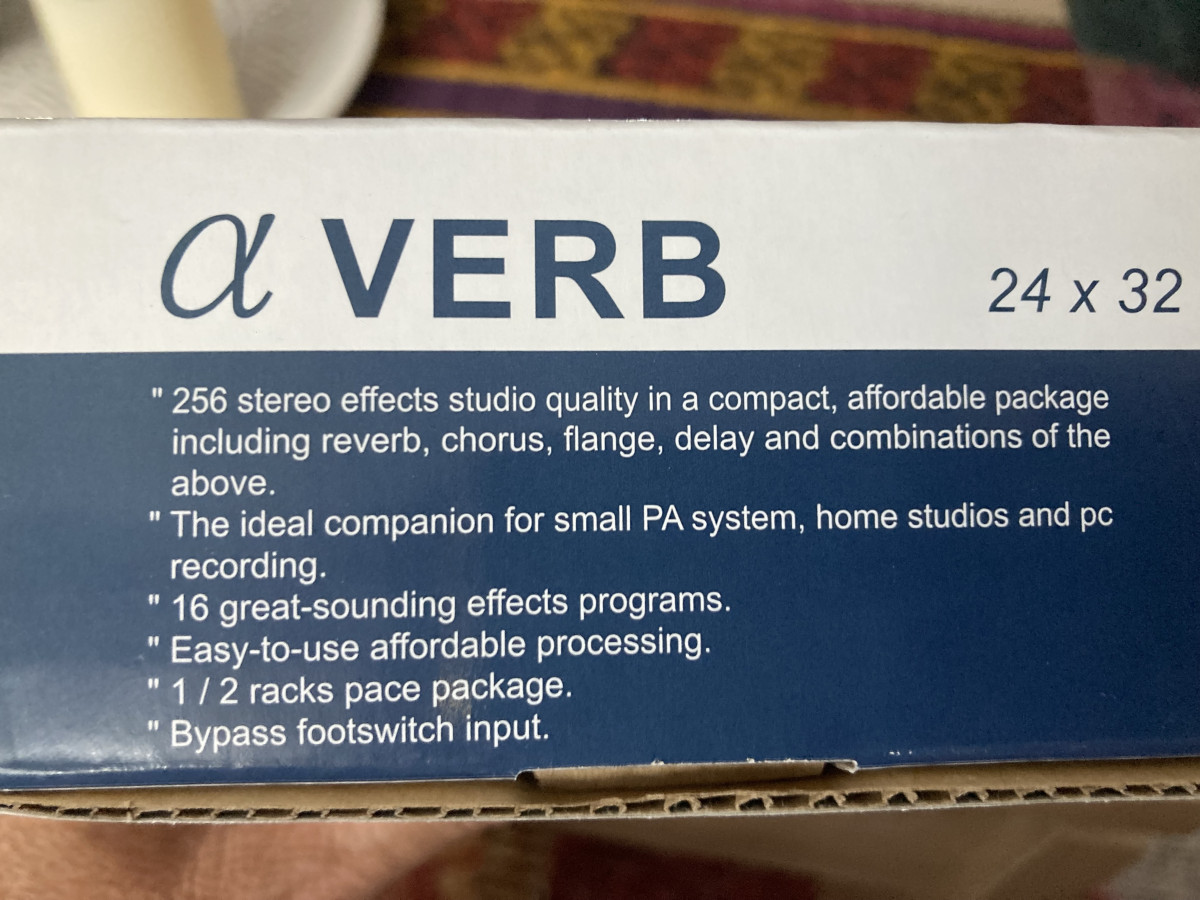 α VERB
24 x 32
" 256 stereo effects studio quality in a compact, affordable package
including reverb, chorus, flange, delay and combinations of the
above.
" The ideal companion for small PA system, home studios and pc
recording.
" 16 great-sounding effects programs.
" Easy-to-use affordable processing.
" 1 / 2 racks pace package.
" Bypass footswitch input.